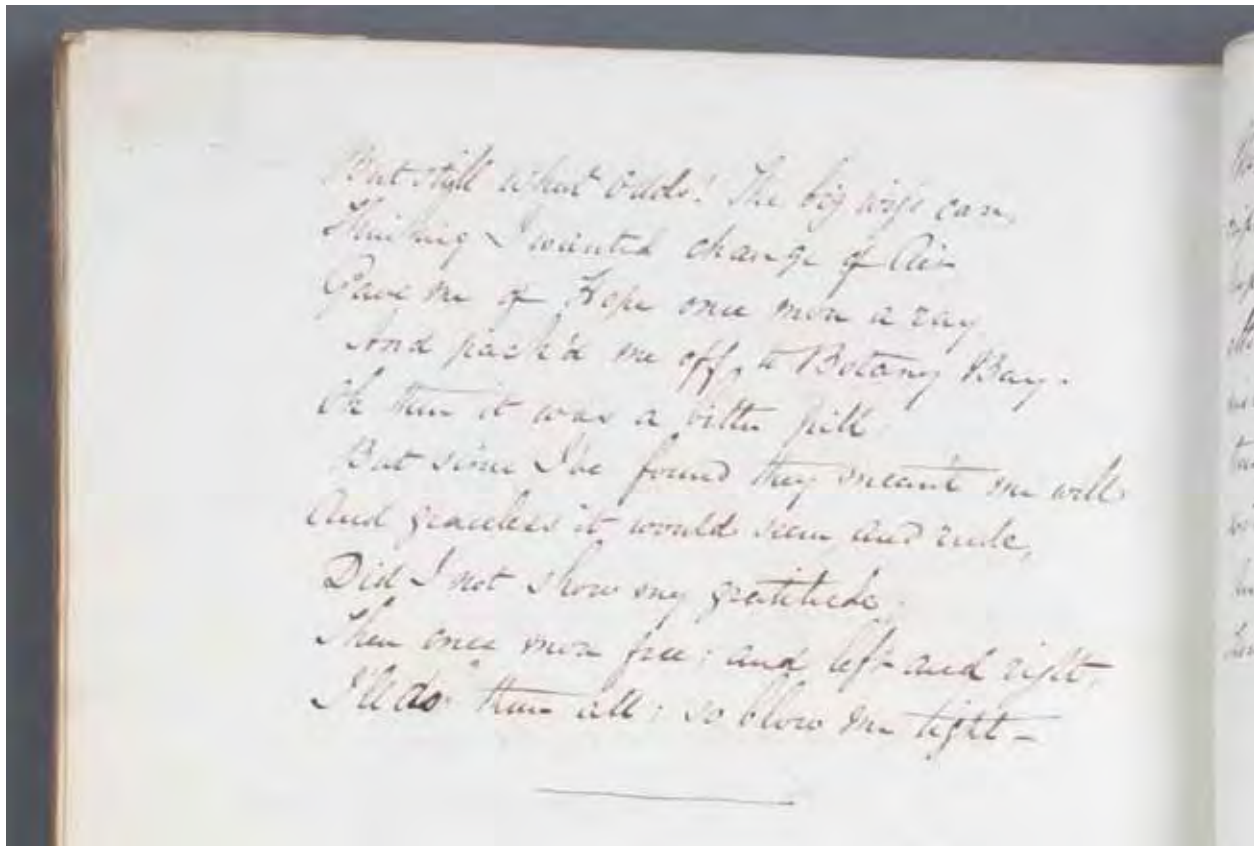 But still what odds! The big wigs care,
Thinking I wanted change of Air
Gave me of Hope once more a ray
And pack'd me off, to Botany Bay.
Oh then it was a bitter pill
But since I've found they meant me well
And graceless it would seem, and rude,
Did I not show my gratitude;
Then once more free; and left and right,
I'll do them all; so blow me tight –